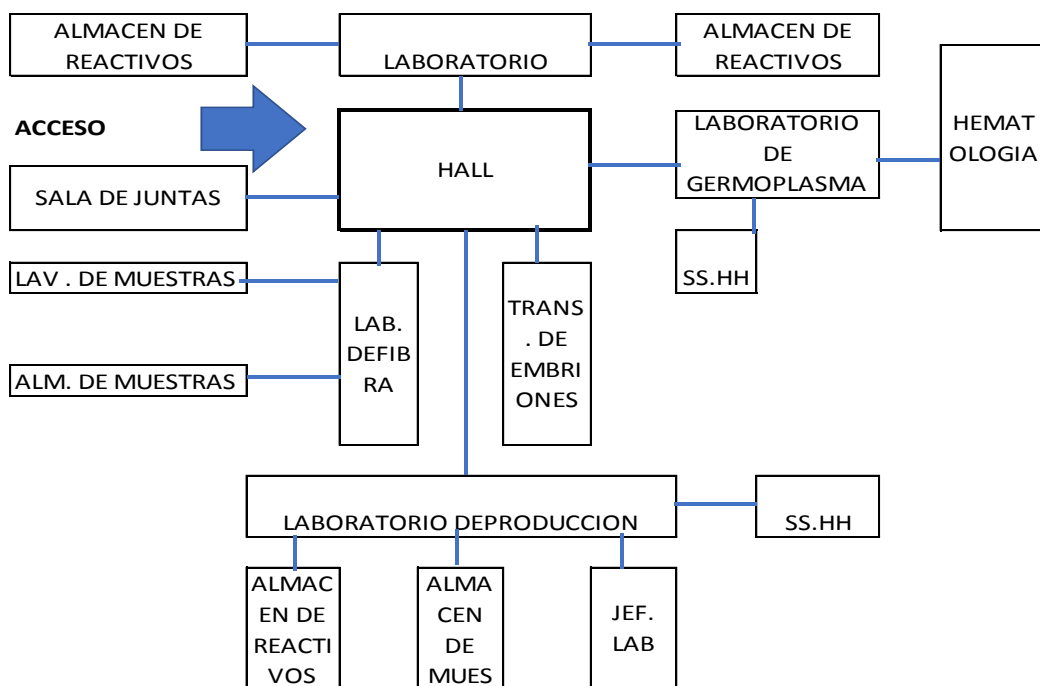 ALMACEN DE
REACTIVOS
LABORATORIO
ALMACEN DE
REACTIVOS
ACCESO
HALL
LABORATORIO
DE
GERMOPLASMA
HEMAT
OLOGIA
SALA DE JUNTAS
SS.HH
LAV . DE MUESTRAS
ALM. DE MUESTRAS
LAB.
DEFIB
RA
TRANS
. DE
EMBRI
ONES
LABORATORIO DEPRODUCCION
SS.HH
ALMAC
EN DE
REACTI
VOS
ALMA
CEN
DE
MUES
JEF.
LAB